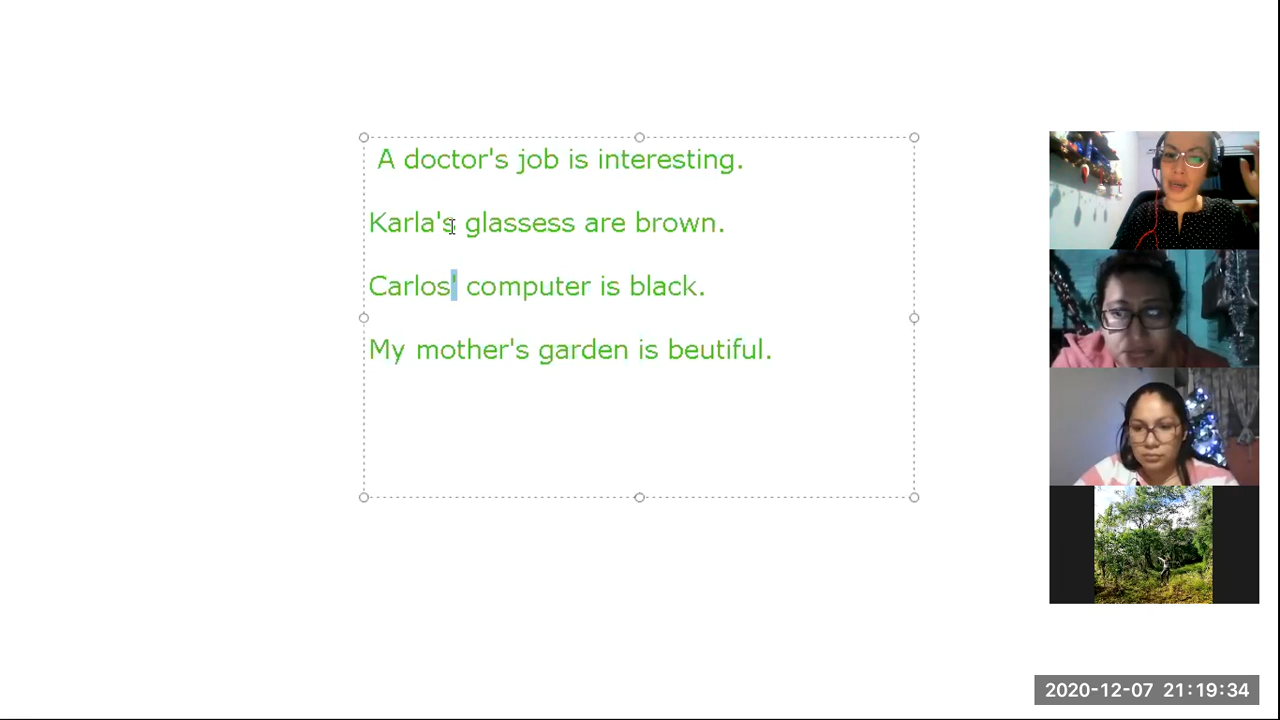 A doctor's job is interesting.
Karla's glassess are brown.
Carlos' computer is black.
My mother's garden is beutiful.
2020-12-07 21:19:34